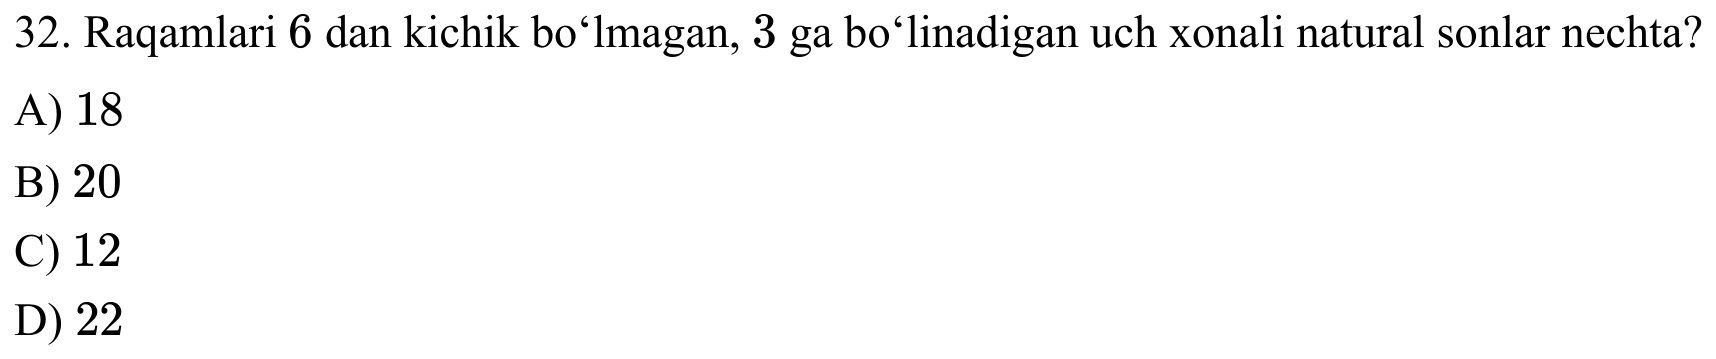 32. Raqamlari 6 dan kichik bo‘lmagan, 3 ga bo‘linadigan uch xonali natural sonlar nechta?
A) 18
B) 20
C) 12
D) 22